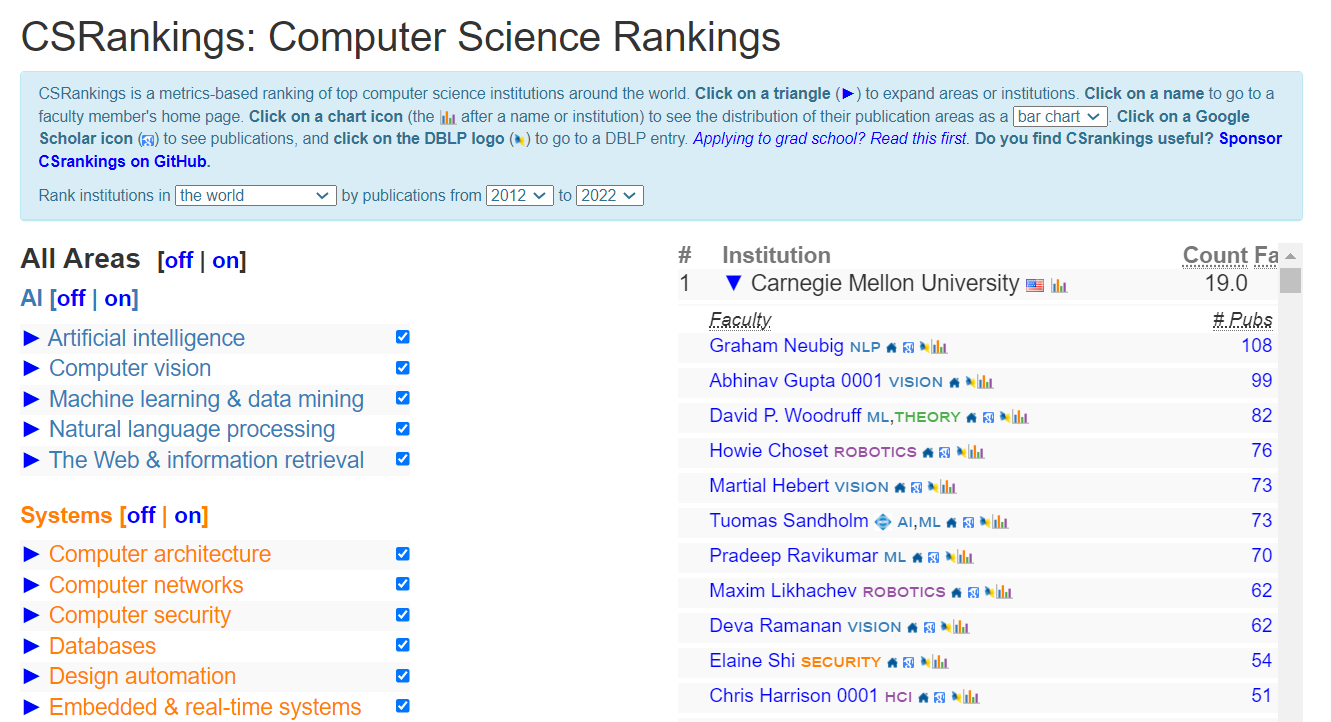 CSRankings: Computer Science Rankings
CSRankings is a metrics-based ranking of top computer science institutions around the world. Click on a triangle (►) to expand areas or institutions. Click on a name to go to a
faculty member's home page. Click on a chart icon (the after a name or institution) to see the distribution of their publication areas as a bar chart . Click on a Google
Scholar icon () to see publications, and click on the DBLP logo () to go to a DBLP entry. Applying to grad school? Read this first. Do you find CSrankings useful? Sponsor
CSrankings on GitHub.
Rank institutions in the world by publications from 2012 to 2022
All Areas [off | on]
AI [off | on]
► Artificial intelligence
► Computer vision
► Machine learning & data mining
► Natural language processing
► The Web & information retrieval
Systems [off | on]
► Computer architecture
► Computer networks
► Computer security
► Databases
► Design automation
► Embedded & real-time systems
# Institution Count Fa
1 ▼ Carnegie Mellon University 19.0
Faculty # Pubs
Graham Neubig NLP 108
Abhinav Gupta 0001 VISION 99
David P. Woodruff ML,THEORY 82
Howie Choset ROBOTICS 76
Martial Hebert VISION 73
Tuomas Sandholm AI,ML 73
Pradeep Ravikumar ML 70
Maxim Likhachev ROBOTICS 62
Deva Ramanan VISION 62
Elaine Shi SECURITY 54
Chris Harrison 0001 HCI 51